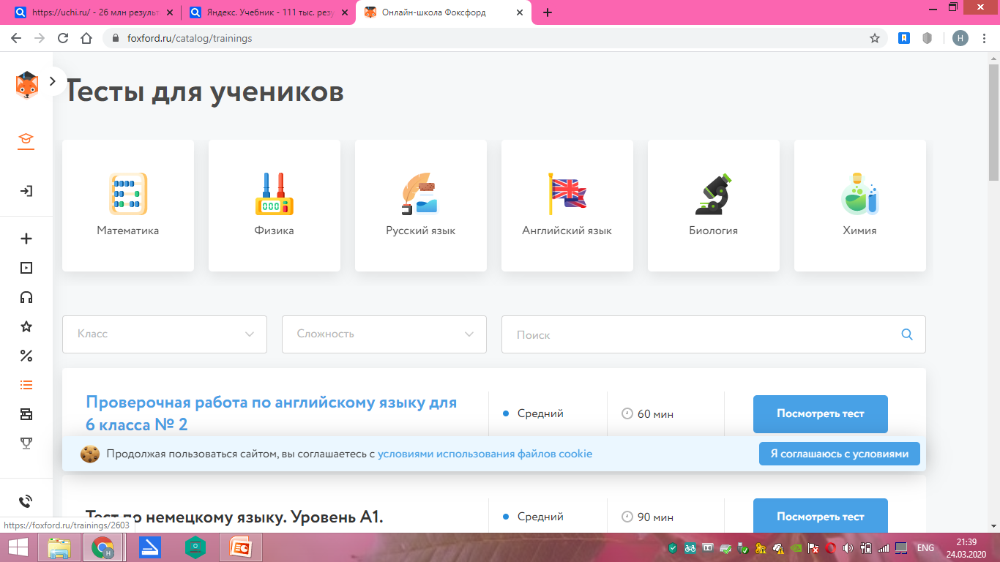 https://uchi.ru/ - 26 млн результ
Яндекс. Учебник - 111 тыс. резу
Онлайн-школа Фоксфорд
foxford.ru/catalog/trainings
Н
Тесты для учеников
Математика
Физика
Русский язык
Английский язык
Биология
Химия
Класс
Сложность
Поиск
Проверочная работа по английскому языку для
6 класса № 2
Средний
60 мин
Посмотреть тест
Продолжая пользоваться сайтом, вы соглашаетесь с условиями использования файлов cookie
Я соглашаюсь с условиями
Тест по немецкому языку. Уровень А1.
Средний
90 мин
Посмотреть тест
https://foxford.ru/trainings/2603
ENG
21:39
24.03.2020